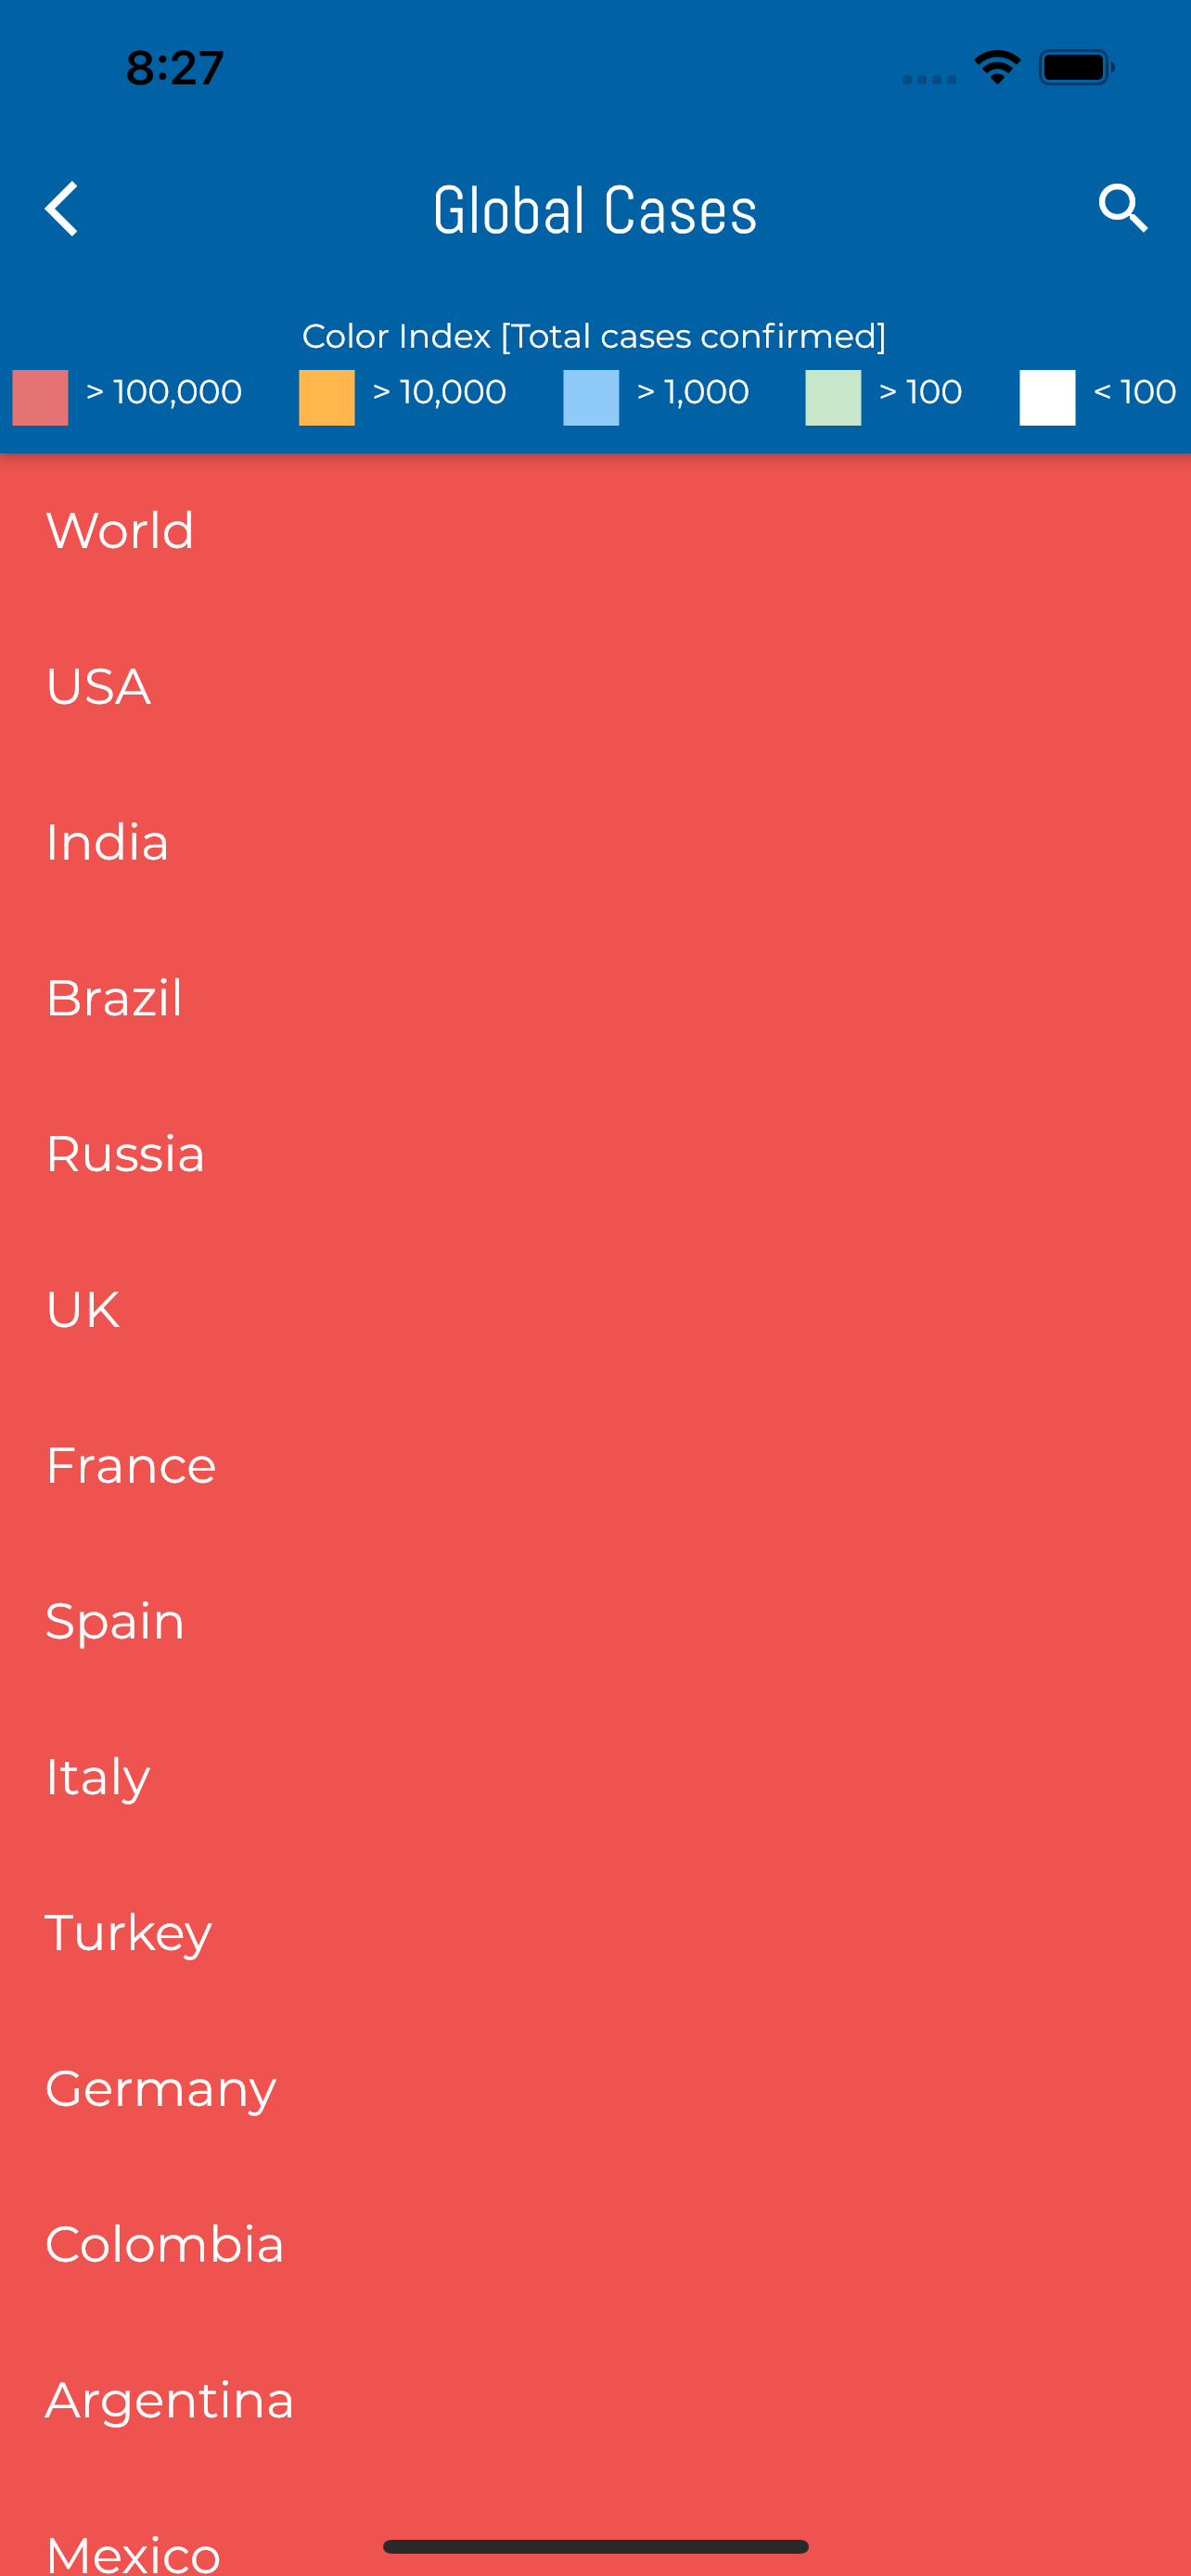 8:27
Global Cases
Color Index [Total cases confirmed]
> 100,000 > 10,000 > 1,000 > 100 < 100
World
USA
India
Brazil
Russia
UK
France
Spain
Italy
Turkey
Germany
Colombia
Argentina
Mexico